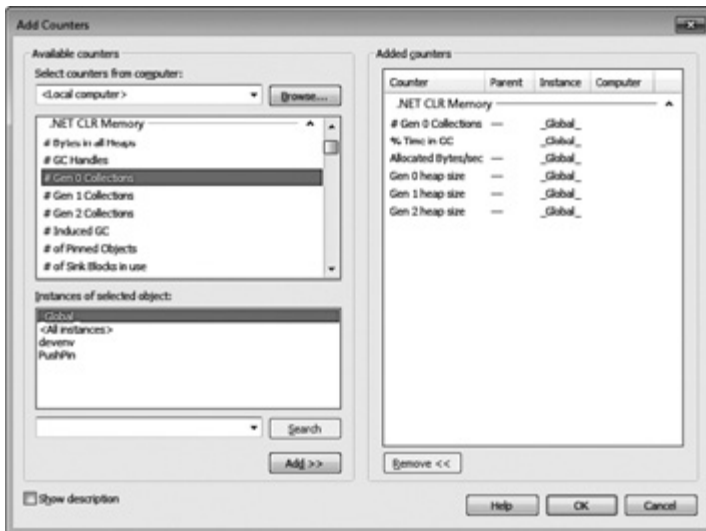 Add Counters
Available counters
Select counters from computer:
<Local computer>
Browse...
.NET CLR Memory
# Bytes in all Heaps
# GC Handles
# Gen 0 Collections
# Gen 1 Collections
# Gen 2 Collections
# Induced GC
# of Pinned Objects
# of Sink Blocks in use
Instances of selected object:
_Global_
<All instances>
devenv
PushPin
Search
Add >>
Show description
Added counters
Counter Parent Instance Computer
.NET CLR Memory
# Gen 0 Collections --- _Global_
% Time in GC _Global_
Allocated Bytes/sec --- _Global_
Gen 0 heap size --- _Global_
Gen 1 heap size --- _Global_
Gen 2 heap size --- _Global_
Remove <<
Help OK Cancel